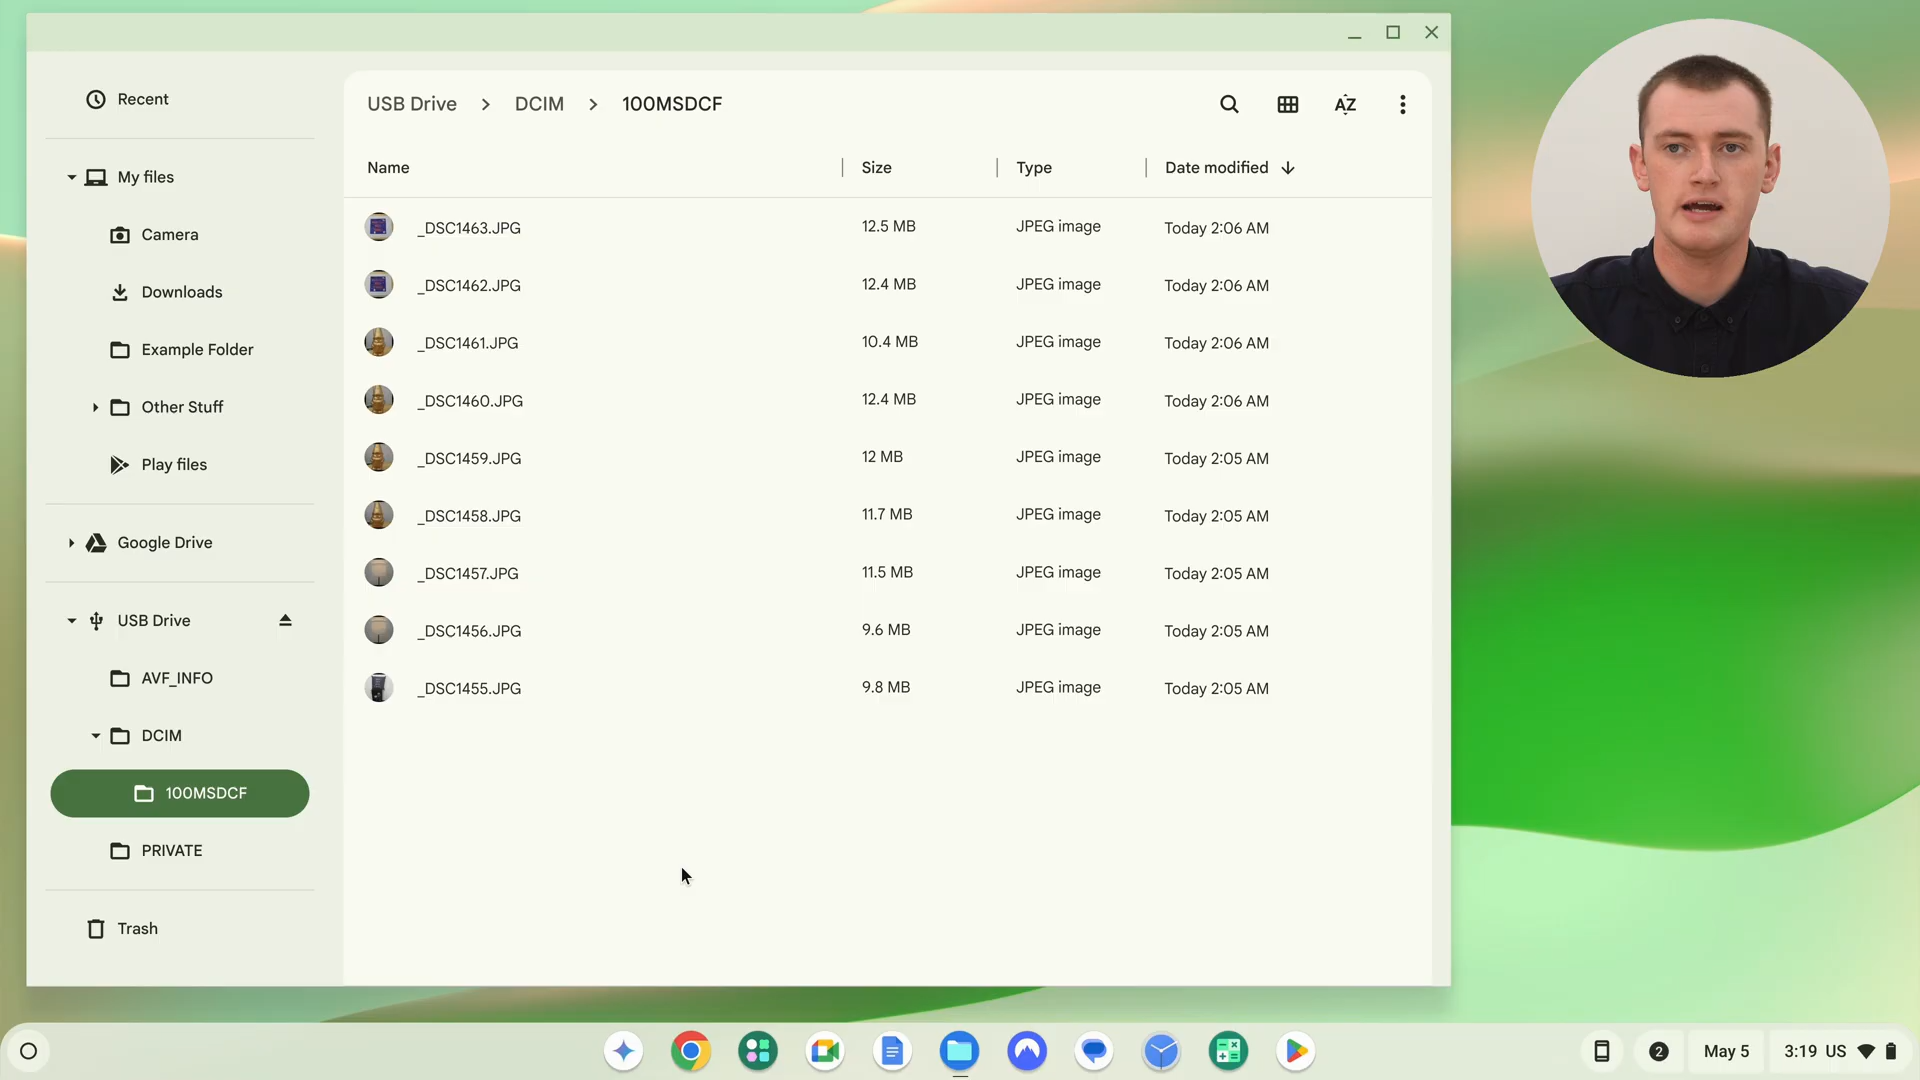 Recent
My files
Camera
Downloads
Example Folder
Other Stuff
Play files
Google Drive
USB Drive
AVF_INFO
DCIM
100MSDCF
PRIVATE
Trash
USB Drive > DCIM > 100MSDCF
AZ
Name Size Type Date modified
_DSC1463.JPG 12.5 MB JPEG image Today 2:06 AM
_DSC1462.JPG 12.4 MB JPEG image Today 2:06 AM
_DSC1461.JPG 10.4 MB JPEG image Today 2:06 AM
_DSC1460.JPG 12.4 MB JPEG image Today 2:06 AM
_DSC1459.JPG 12 MB JPEG image Today 2:05 AM
_DSC1458.JPG 11.7 MB JPEG image Today 2:05 AM
_DSC1457.JPG 11.5 MB JPEG image Today 2:05 AM
_DSC1456.JPG 9.6 MB JPEG image Today 2:05 AM
_DSC1455.JPG 9.8 MB JPEG image Today 2:05 AM
2 May 5 3:19 US